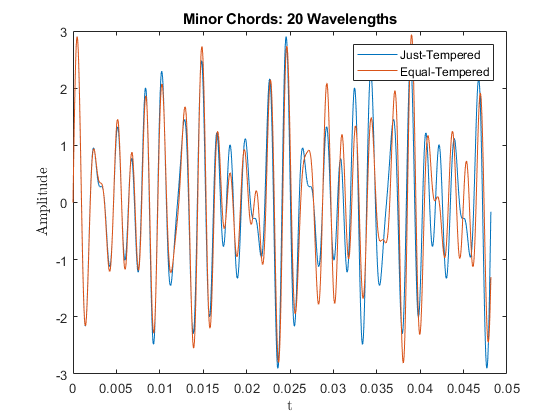 Minor Chords: 20 Wavelengths
Just-Tempered
Equal-Tempered
Amplitude
3
2
1
0
-1
-2
-3
0 0.005 0.01 0.015 0.02 0.025 0.03 0.035 0.04 0.045 0.05
t